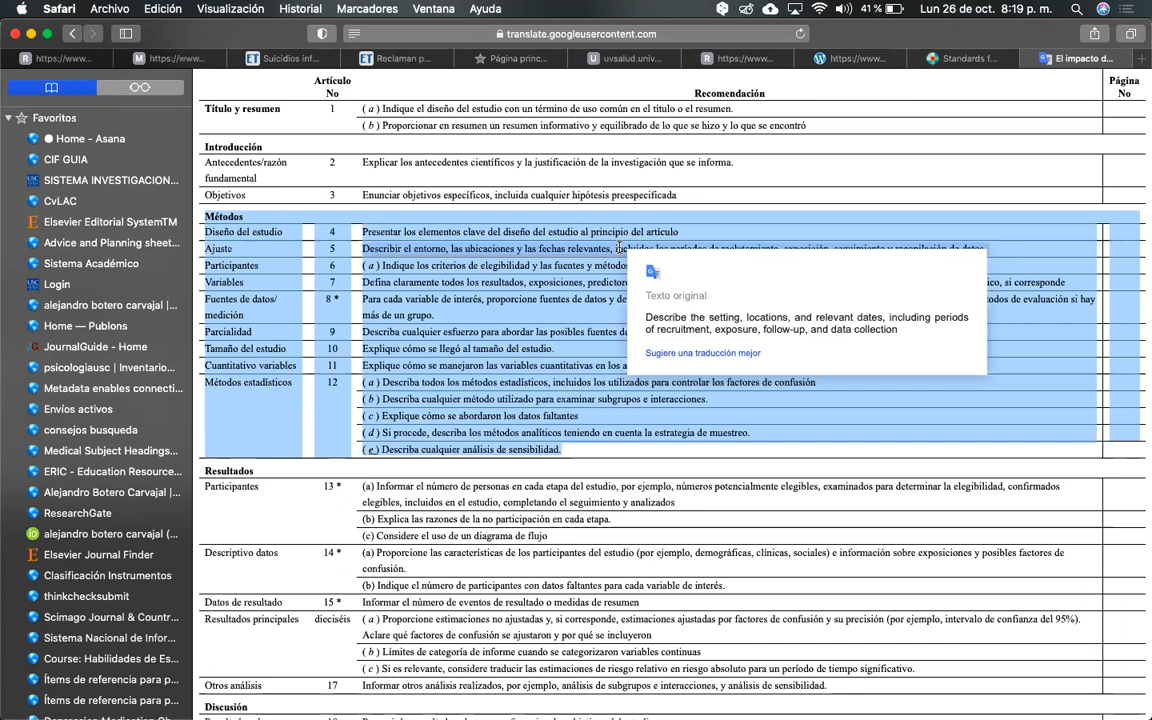 Safari Archivo Edición Visualización Historial Marcadores Ventana Ayuda 41 % Lun 26 de oct. 8:19 p. m.
translate.googleusercontent.com
R https://www... M https://www... ET Suicidios inf... ET Reclaman p... Página princ... U uvsalud.univ... R https://www... https://www... Standards f... El impacto d...
Favoritos
Home – Asana
CIF GUIA
SISTEMA INVESTIGACION...
CvLAC
Elsevier Editorial SystemTM
Advice and Planning sheet...
Sistema Académico
Login
alejandro botero carvajal |...
Home — Publons
JournalGuide - Home
psicologiausc | Inventario...
Metadata enables connecti...
Envíos activos
consejos busqueda
Medical Subject Headings...
ERIC - Education Resource...
Alejandro Botero Carvajal |...
ResearchGate
alejandro botero carvajal (...
Elsevier Journal Finder
Clasificación Instrumentos
thinkchecksubmit
Scimago Journal & Countr...
Sistema Nacional de Infor...
Course: Habilidades de Es...
Ítems de referencia para p...
Ítems de referencia para p...
Artículo
No
Recomendación
Página
No
Título y resumen 1 ( a ) Indique el diseño del estudio con un término de uso común en el título o el resumen.
( b ) Proporcionar en resumen un resumen informativo y equilibrado de lo que se hizo y lo que se encontró
Introducción
Antecedentes/razón fundamental 2 Explicar los antecedentes científicos y la justificación de la investigación que se informa.
Objetivos 3 Enunciar objetivos específicos, incluida cualquier hipótesis preespecificada
Métodos
Diseño del estudio 4 Presentar los elementos clave del diseño del estudio al principio del artículo
Ajuste 5 Describir el entorno, las ubicaciones y las fechas relevantes,
Participantes 6 ( a ) Indique los criterios de elegibilidad y las fuentes y método
Variables 7 Defina claramente todos los resultados, exposiciones, predictor ico, si corresponde
Fuentes de datos/ medición 8 * Para cada variable de interés, proporcione fuentes de datos y de todos de evaluación si hay
más de un grupo.
Parcialidad 9 Describa cualquier esfuerzo para abordar las posibles fuentes de
Tamaño del estudio 10 Explique cómo se llegó al tamaño del estudio.
Cuantitativo variables 11 Explique cómo se manejaron las variables cuantitativas en los a
Métodos estadísticos 12 ( a ) Describa todos los métodos estadísticos, incluidos los utilizados para controlar los factores de confusión
( b ) Describa cualquier método utilizado para examinar subgrupos e interacciones.
( c ) Explique cómo se abordaron los datos faltantes
( d ) Si procede, describa los métodos analíticos teniendo en cuenta la estrategia de muestreo.
( e ) Describa cualquier análisis de sensibilidad.
Texto original
Describe the setting, locations, and relevant dates, including periods
of recruitment, exposure, follow-up, and data collection
Sugiere una traducción mejor
Resultados
Participantes 13 * (a) Informar el número de personas en cada etapa del estudio, por ejemplo, números potencialmente elegibles, examinados para determinar la elegibilidad, confirmados
elegibles, incluidos en el estudio, completando el seguimiento y analizados
(b) Explica las razones de la no participación en cada etapa.
(c) Considere el uso de un diagrama de flujo
Descriptivo datos 14 * (a) Proporcione las características de los participantes del estudio (por ejemplo, demográficas, clínicas, sociales) e información sobre exposiciones y posibles factores de
confusión.
(b) Indique el número de participantes con datos faltantes para cada variable de interés.
Datos de resultado 15 * Informar el número de eventos de resultado o medidas de resumen
Resultados principales dieciséis ( a ) Proporcione estimaciones no ajustadas y, si corresponde, estimaciones ajustadas por factores de confusión y su precisión (por ejemplo, intervalo de confianza del 95%).
Aclare qué factores de confusión se ajustaron y por qué se incluyeron
( b ) Límites de categoría de informe cuando se categorizaron variables continuas
( c ) Si es relevante, considere traducir las estimaciones de riesgo relativo en riesgo absoluto para un período de tiempo significativo.
Otros análisis 17 Informar otros análisis realizados, por ejemplo, análisis de subgrupos e interacciones, y análisis de sensibilidad.
Discusión